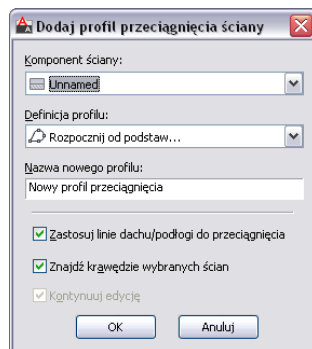 Dodaj profil przeciągnięcia ściany
Komponent ściany:
Unnamed
Definicja profilu:
Rozpocznij od podstaw...
Nazwa nowego profilu:
Nowy profil przeciągnięcia
Zastosuj linie dachu/podłogi do przeciągnięcia
Znajdź krawędzie wybranych ścian
Kontynuuj edycję
OK Anuluj